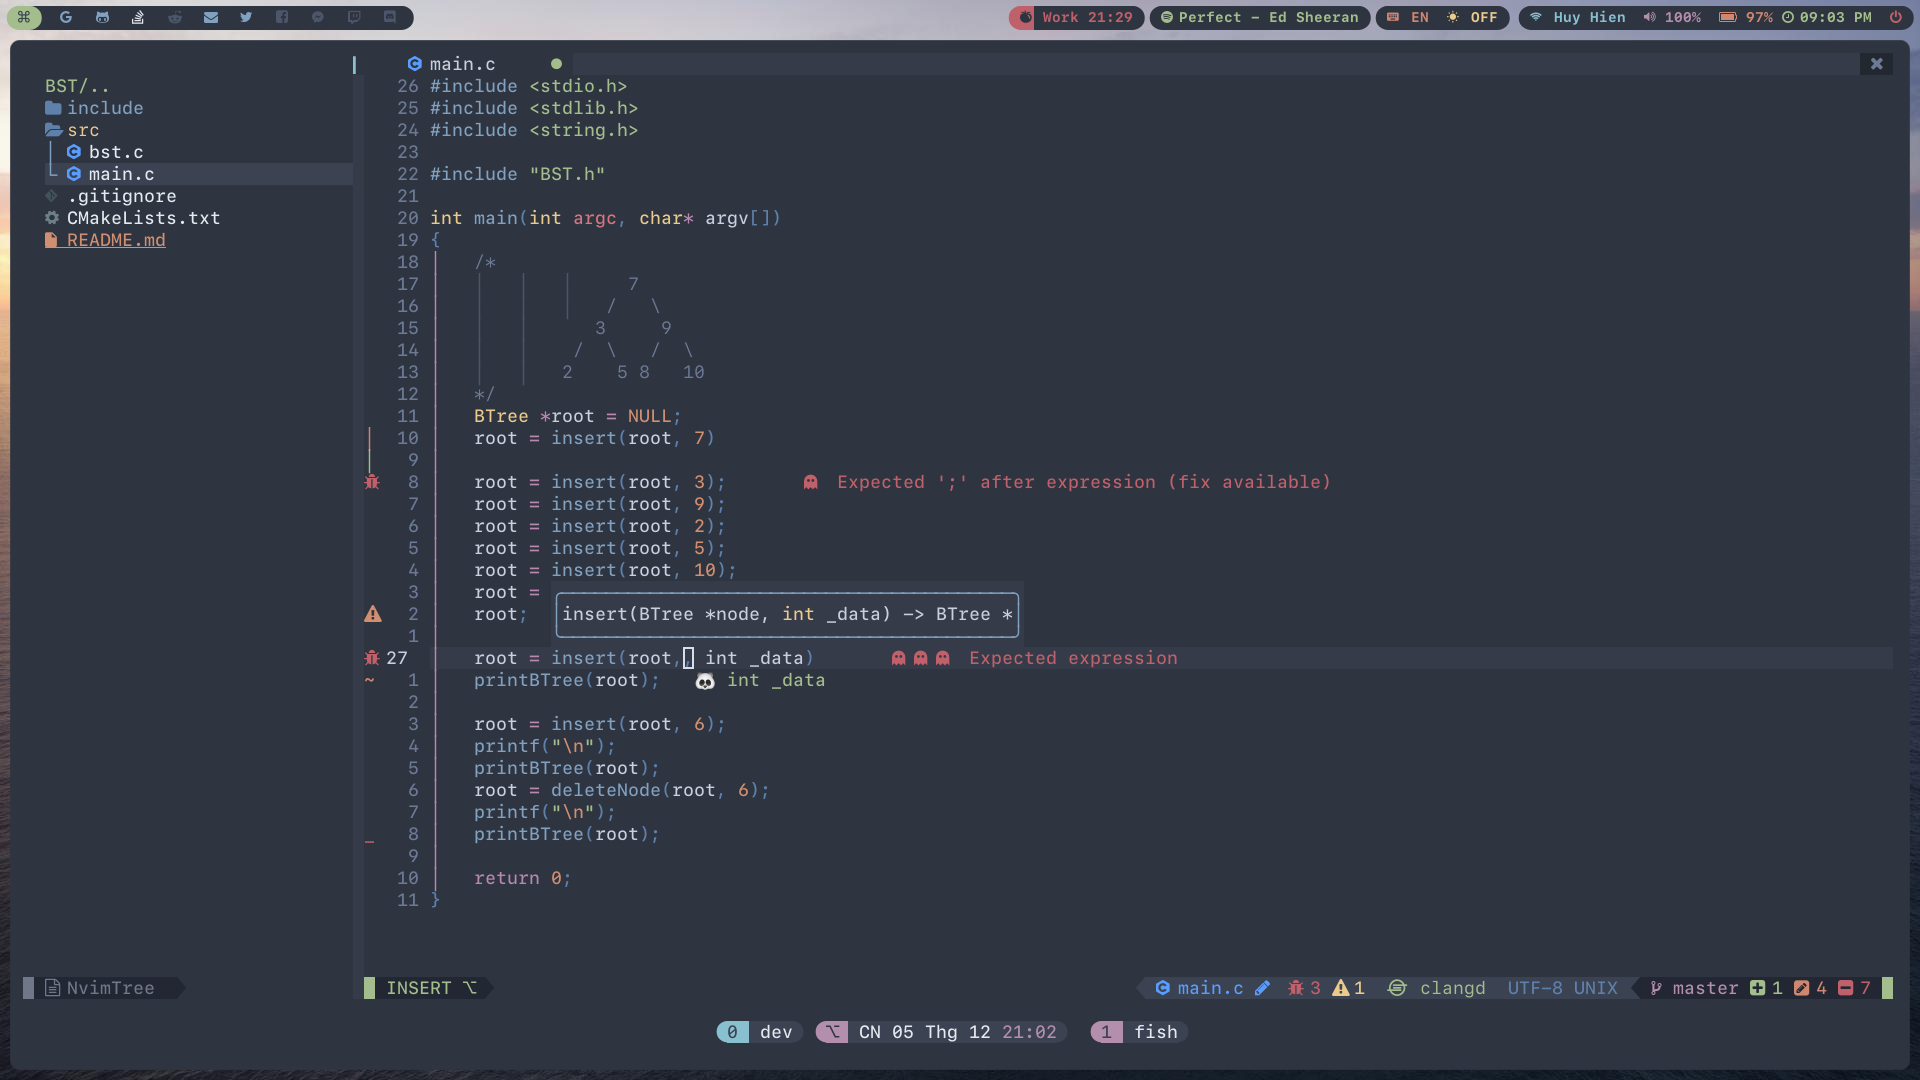 Work 21:29
Perfect - Ed Sheeran
EN OFF
Huy Hien 100% 97% 09:03 PM
BST/..
include
src
bst.c
main.c
.gitignore
CMakeLists.txt
README.md
main.c
26 #include <stdio.h>
25 #include <stdlib.h>
24 #include <string.h>
23
22 #include "BST.h"
21
20 int main(int argc, char* argv[])
19 {
18 /*
17 7
16 / \
15 3 9
14 / \ / \
13 2 5 8 10
12 */
11 BTree *root = NULL;
10 root = insert(root, 7)
9
8 root = insert(root, 3); Expected ';' after expression (fix available)
7 root = insert(root, 9);
6 root = insert(root, 2);
5 root = insert(root, 5);
4 root = insert(root, 10);
3 root =
2 root; insert(BTree *node, int _data) -> BTree *
1
27 root = insert(root,, int _data) Expected expression
~ 1 printBTree(root); int _data
2
3 root = insert(root, 6);
4 printf("\n");
5 printBTree(root);
6 root = deleteNode(root, 6);
7 printf("\n");
_ 8 printBTree(root);
9
10 return 0;
11 }
NvimTree
INSERT ⌥ main.c 3 1 clangd UTF-8 UNIX master 1 4 7
0 dev ⌥ CN 05 Thg 12 21:02 1 fish